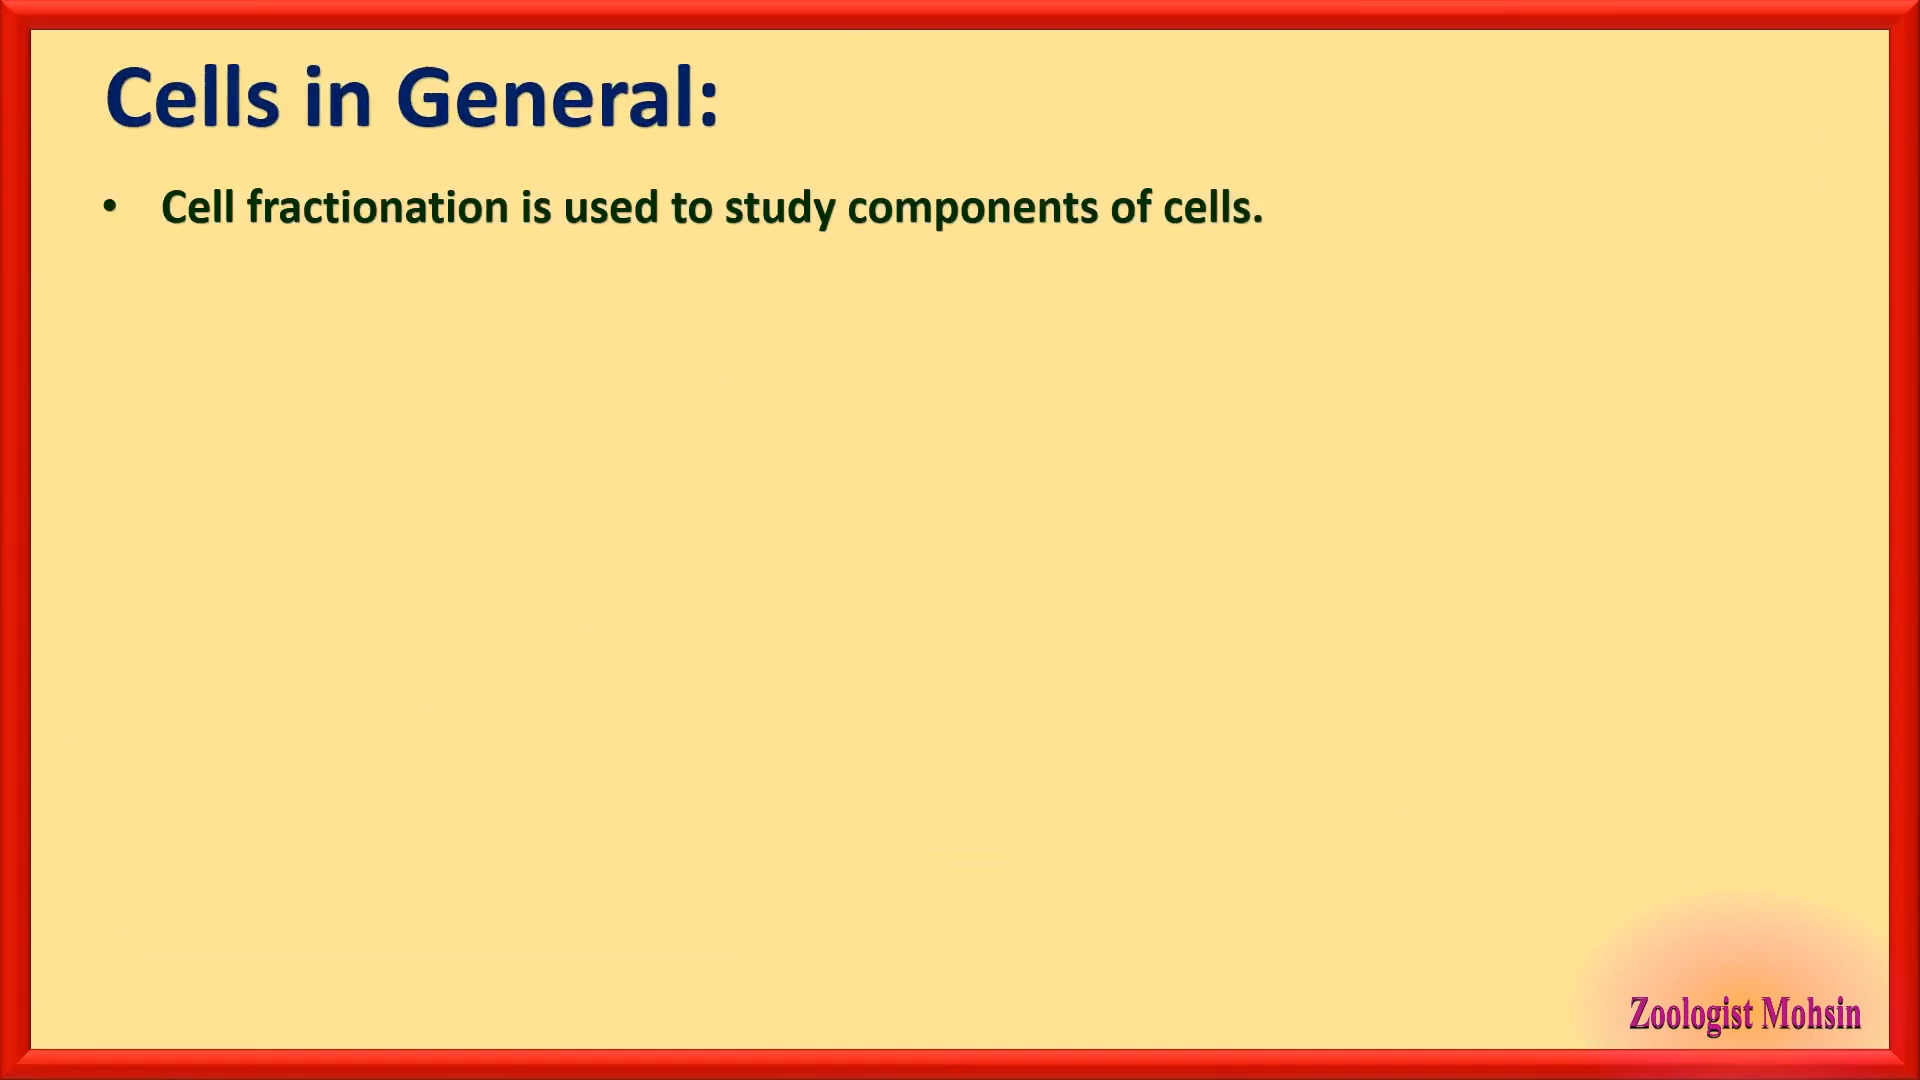 Cells in General:
• Cell fractionation is used to study components of cells.
Zoologist Mohsin